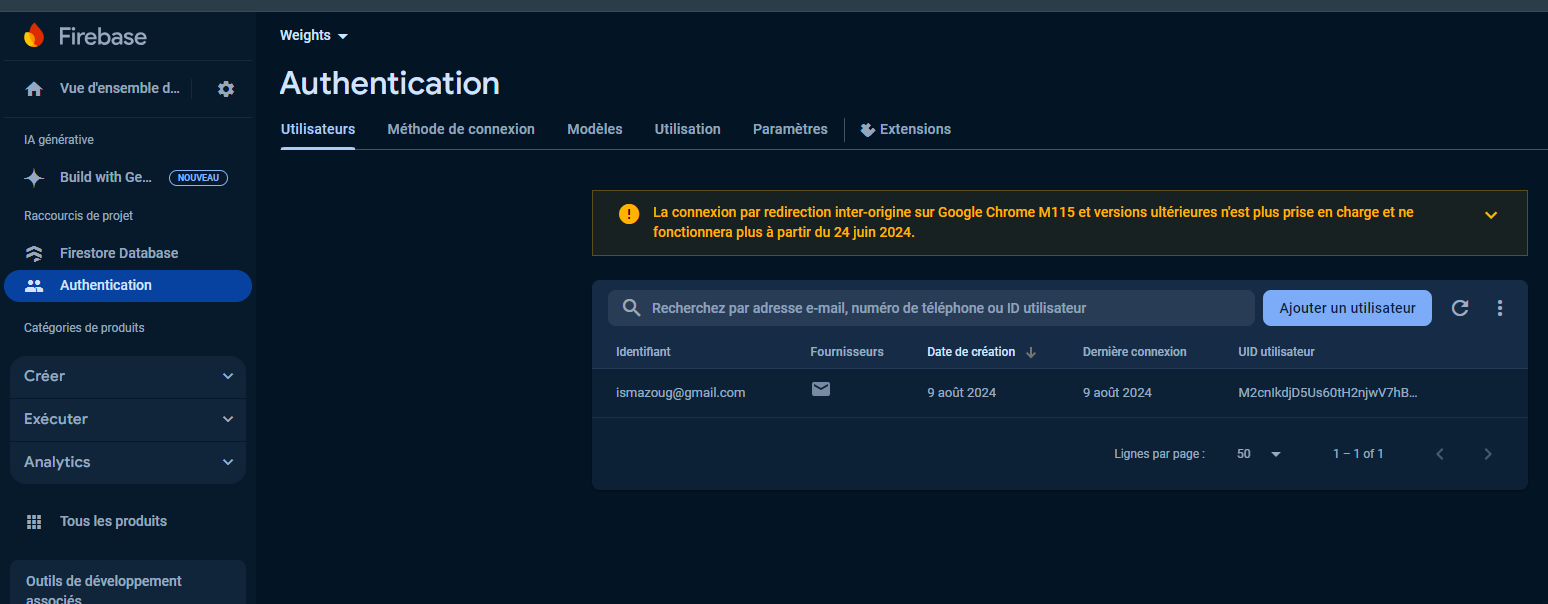 Firebase
Weights
Vue d'ensemble d...
Authentication
Utilisateurs Méthode de connexion Modèles Utilisation Paramètres Extensions
IA générative
Build with Ge... NOUVEAU
Raccourcis de projet
Firestore Database
Authentication
Catégories de produits
Créer
Exécuter
Analytics
Tous les produits
Outils de développement
associés
La connexion par redirection inter-origine sur Google Chrome M115 et versions ultérieures n'est plus prise en charge et ne
fonctionnera plus à partir du 24 juin 2024.
Recherchez par adresse e-mail, numéro de téléphone ou ID utilisateur
Ajouter un utilisateur
Identifiant Fournisseurs Date de création Dernière connexion UID utilisateur
ismazoug@gmail.com 9 août 2024 9 août 2024 M2cnIkdjD5Us60tH2njwV7hB...
Lignes par page : 50 1 – 1 of 1